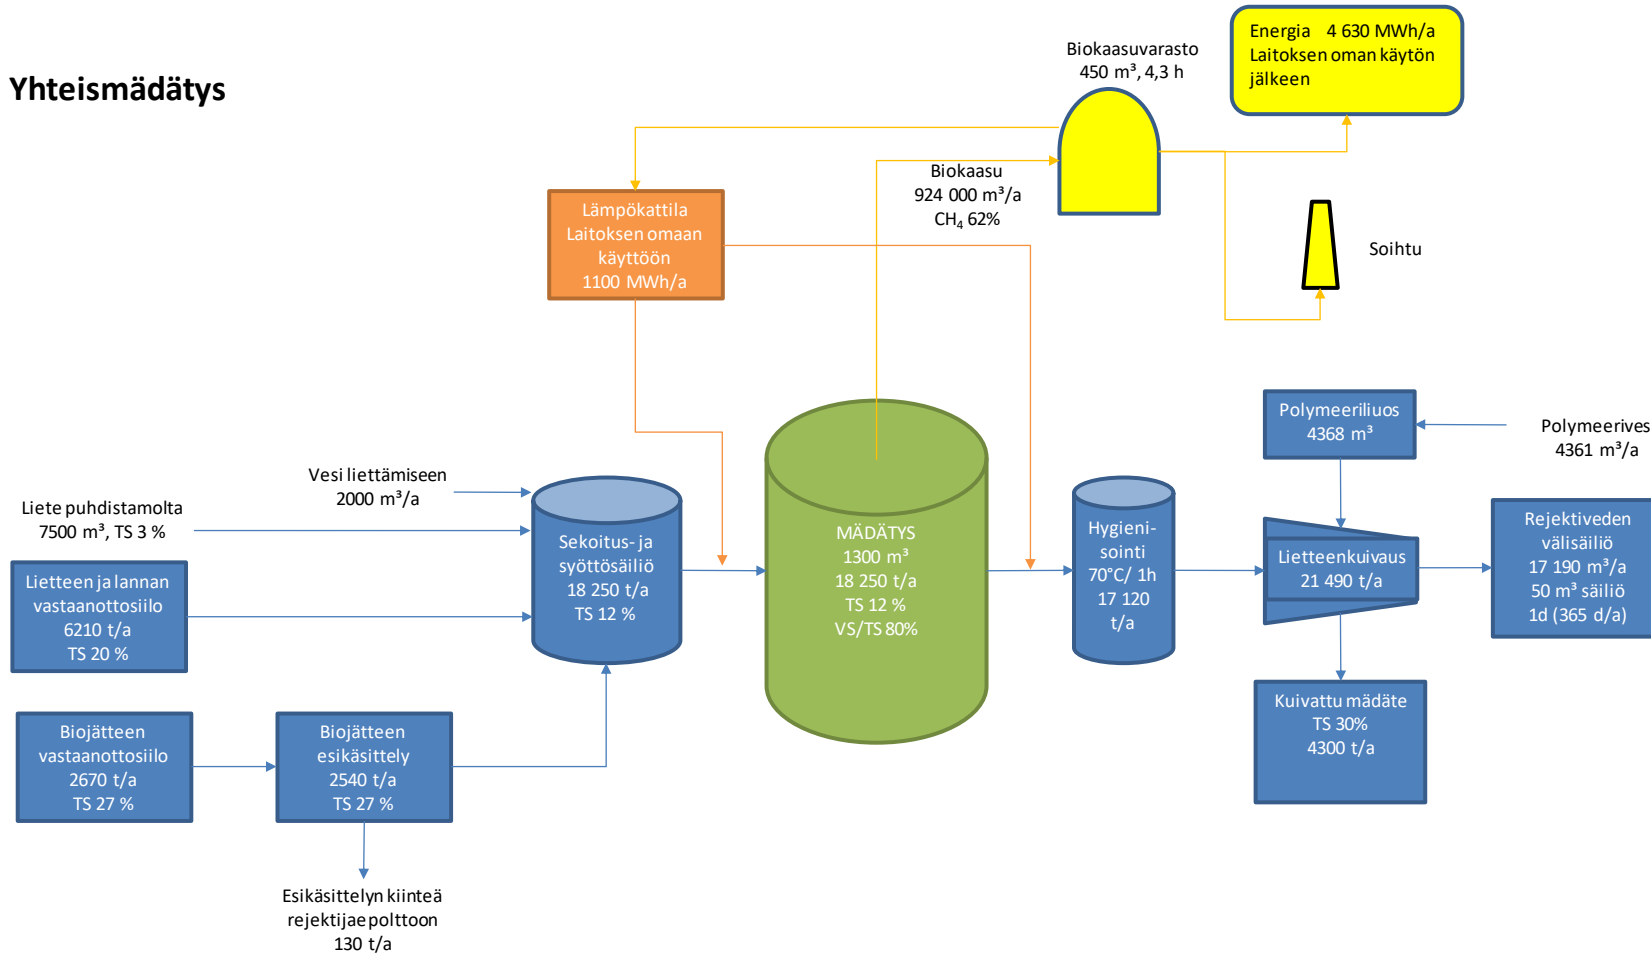 Yhteismädätys
Biokaasuvarasto
450 m³, 4,3 h
Energia 4 630 MWh/a
Laitoksen oman käytön
jälkeen
Biokaasu
924 000 m³/a
CH₄ 62%
Lämpökattila
Laitoksen omaan
käyttöön
1100 MWh/a
Soihtu
Polymeeriliuos
4368 m³
Polymeerives
4361 m³/a
Vesi liettämiseen
2000 m³/a
Liete puhdistamolta
7500 m³, TS 3 %
Lietteen ja lannan
vastaanottosiilo
6210 t/a
TS 20 %
Sekoitus- ja
syöttösäiliö
18 250 t/a
TS 12 %
MÄDÄTYS
1300 m³
18 250 t/a
TS 12 %
VS/TS 80%
Hygieni-
sointi
70°C/ 1h
17 120
t/a
Lietteenkuivaus
21 490 t/a
Rejektiveden
välisäiliö
17 190 m³/a
50 m³ säiliö
1d (365 d/a)
Kuivattu mädäte
TS 30%
4300 t/a
Biojätteen
vastaanottosiilo
2670 t/a
TS 27 %
Biojätteen
esikäsittely
2540 t/a
TS 27 %
Esikäsittelyn kiinteä
rejektijae polttoon
130 t/a